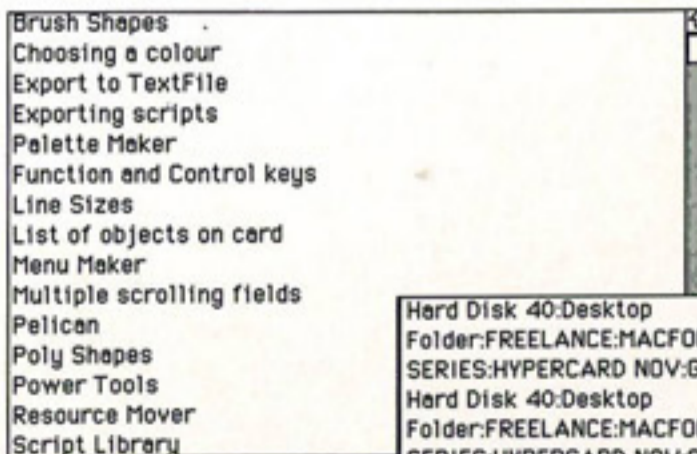 Brush Shapes
Choosing a colour
Export to TextFile
Exporting scripts
Palette Maker
Function and Control keys
Line Sizes
List of objects on card
Menu Maker
Multiple scrolling fields
Pelican
Poly Shapes
Power Tools
Resource Mover
Script Library
Hard Disk 40:Desktop
Folder:FREELANCE:MACFO
SERIES:HYPERCARD NOV:
Hard Disk 40:Desktop
Folder:FREELANCE:MACFO